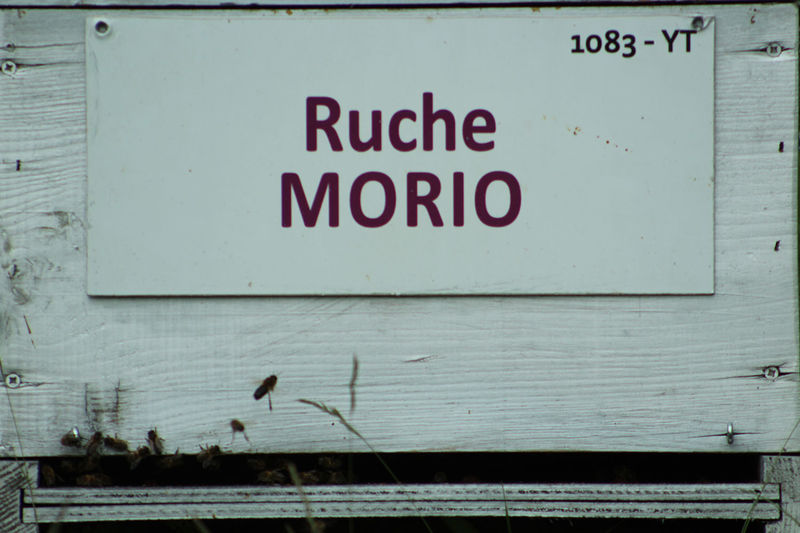 1083 - YT
Ruche
MORIO